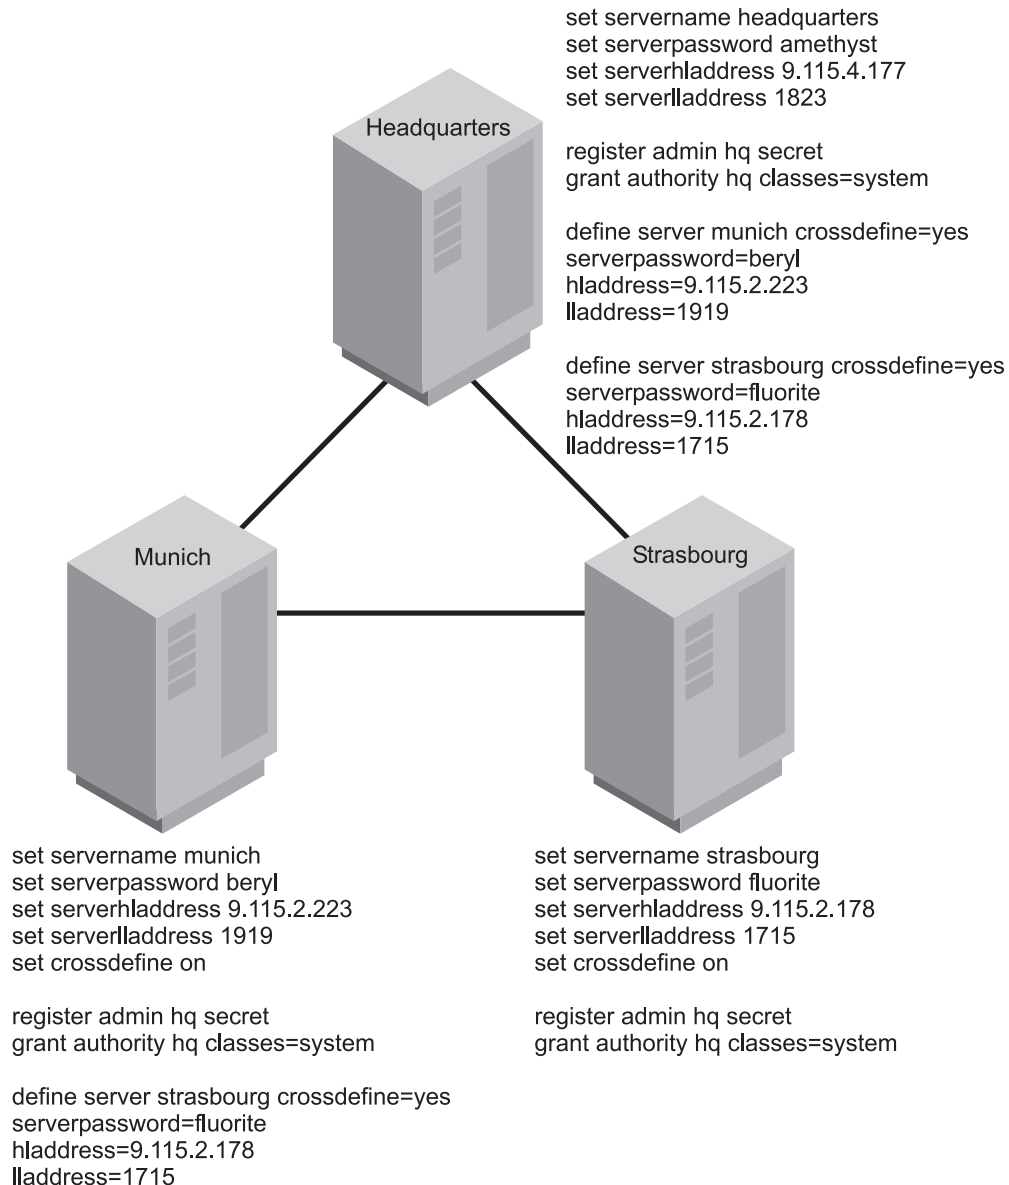 set servername headquarters
set serverpassword amethyst
set serverhladdress 9.115.4.177
set serverlladdress 1823
register admin hq secret
grant authority hq classes=system
define server munich crossdefine=yes
serverpassword=beryl
hladdress=9.115.2.223
lladdress=1919
define server strasbourg crossdefine=yes
serverpassword=fluorite
hladdress=9.115.2.178
lladdress=1715
Headquarters
Munich
Strasbourg
set servername munich
set serverpassword beryl
set serverhladdress 9.115.2.223
set serverlladdress 1919
set crossdefine on
register admin hq secret
grant authority hq classes=system
define server strasbourg crossdefine=yes
serverpassword=fluorite
hladdress=9.115.2.178
lladdress=1715
set servername strasbourg
set serverpassword fluorite
set serverhladdress 9.115.2.178
set serverlladdress 1715
set crossdefine on
register admin hq secret
grant authority hq classes=system